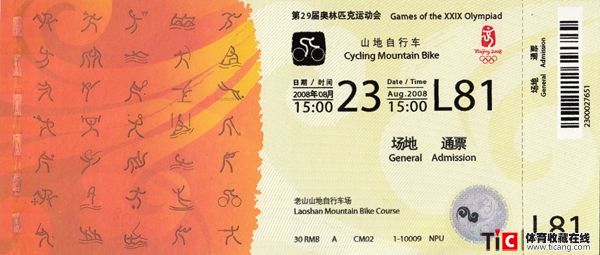 第29届奥林匹克运动会 Games of the XXIX Olympiad
山地自行车
Cycling Mountain Bike
Beijing 2008
日期 / 时间
2008年08月
15:00
23
Date / Time
Aug.2008
15:00
L81
场地 通票
General Admission
老山山地自行车场
Laoshan Mountain Bike Course
30 RMB A CM02 1-10009 NPU
通票
Admission
场地
General
2300027651
L81
TiC 体育收藏在线
www.ticang.com